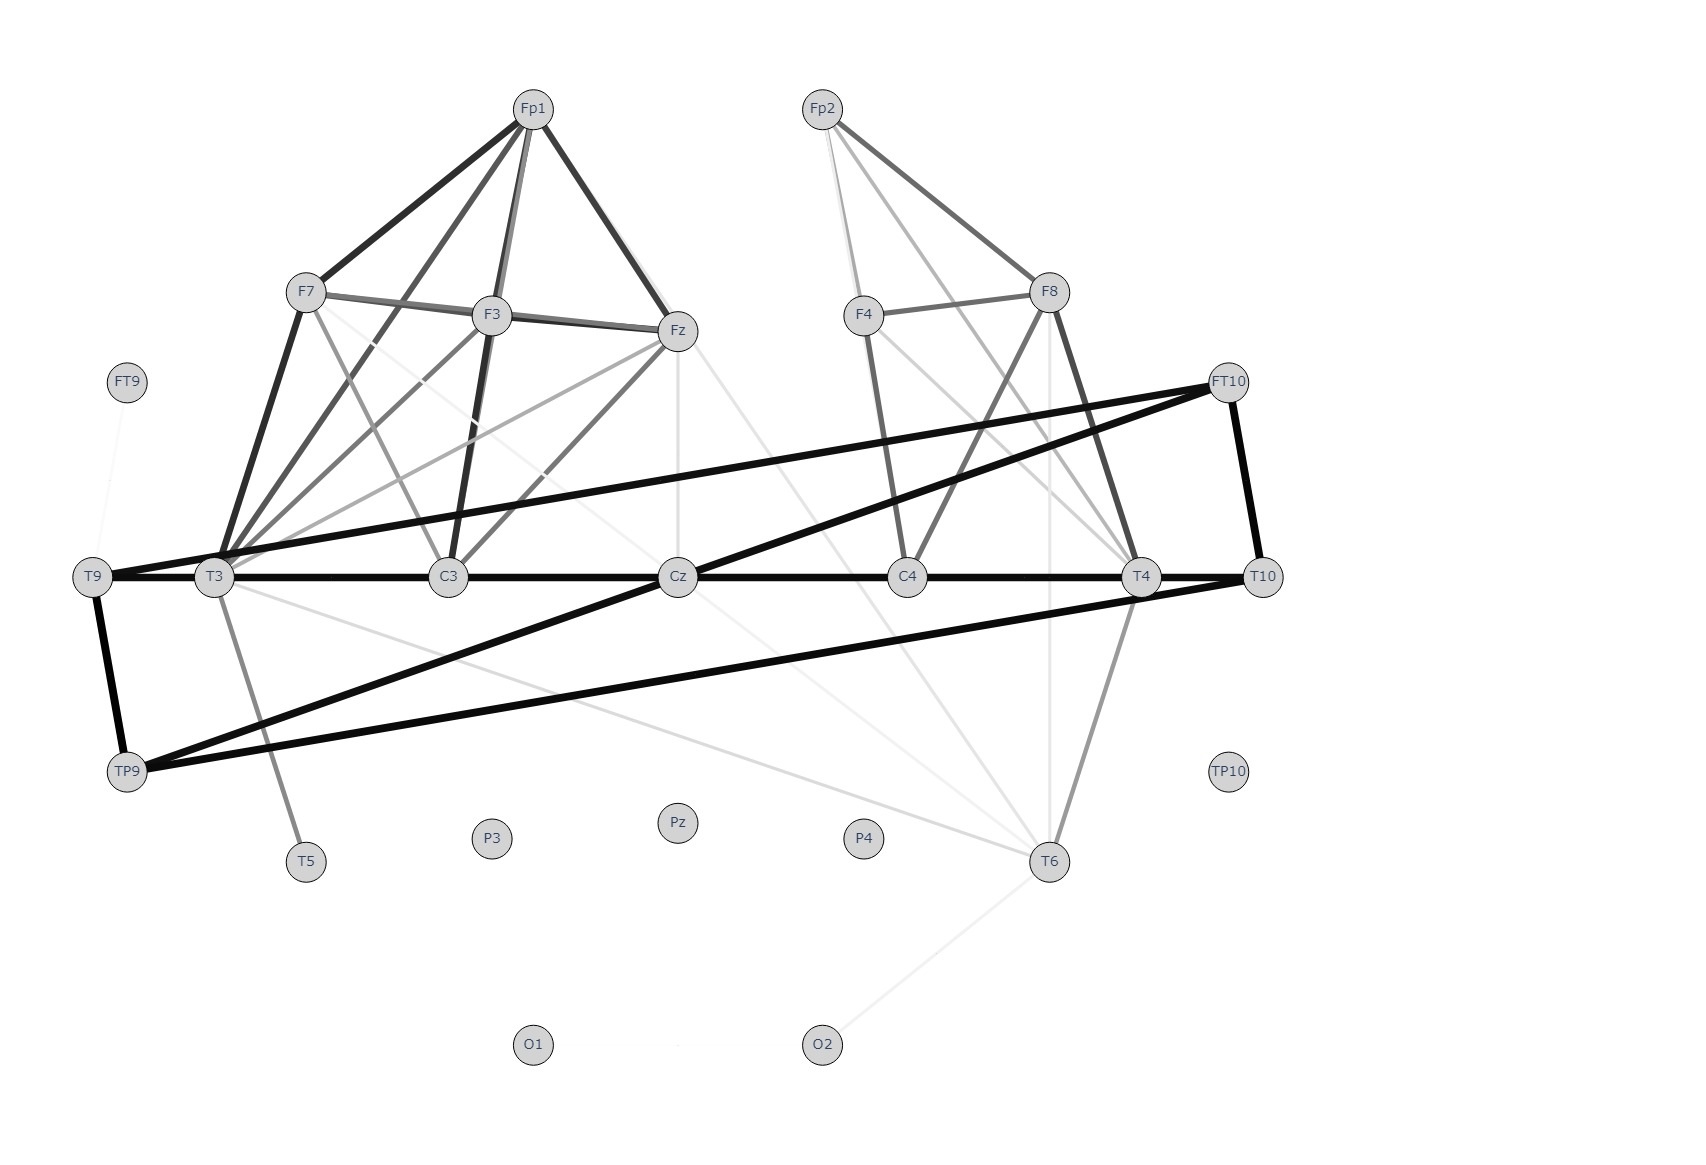 Fp1 Fp2
F7 F3 Fz F4 F8
FT9 FT10
T9 T3 C3 Cz C4 T4 T10
TP9 TP10
T5 P3 Pz P4 T6
O1 O2